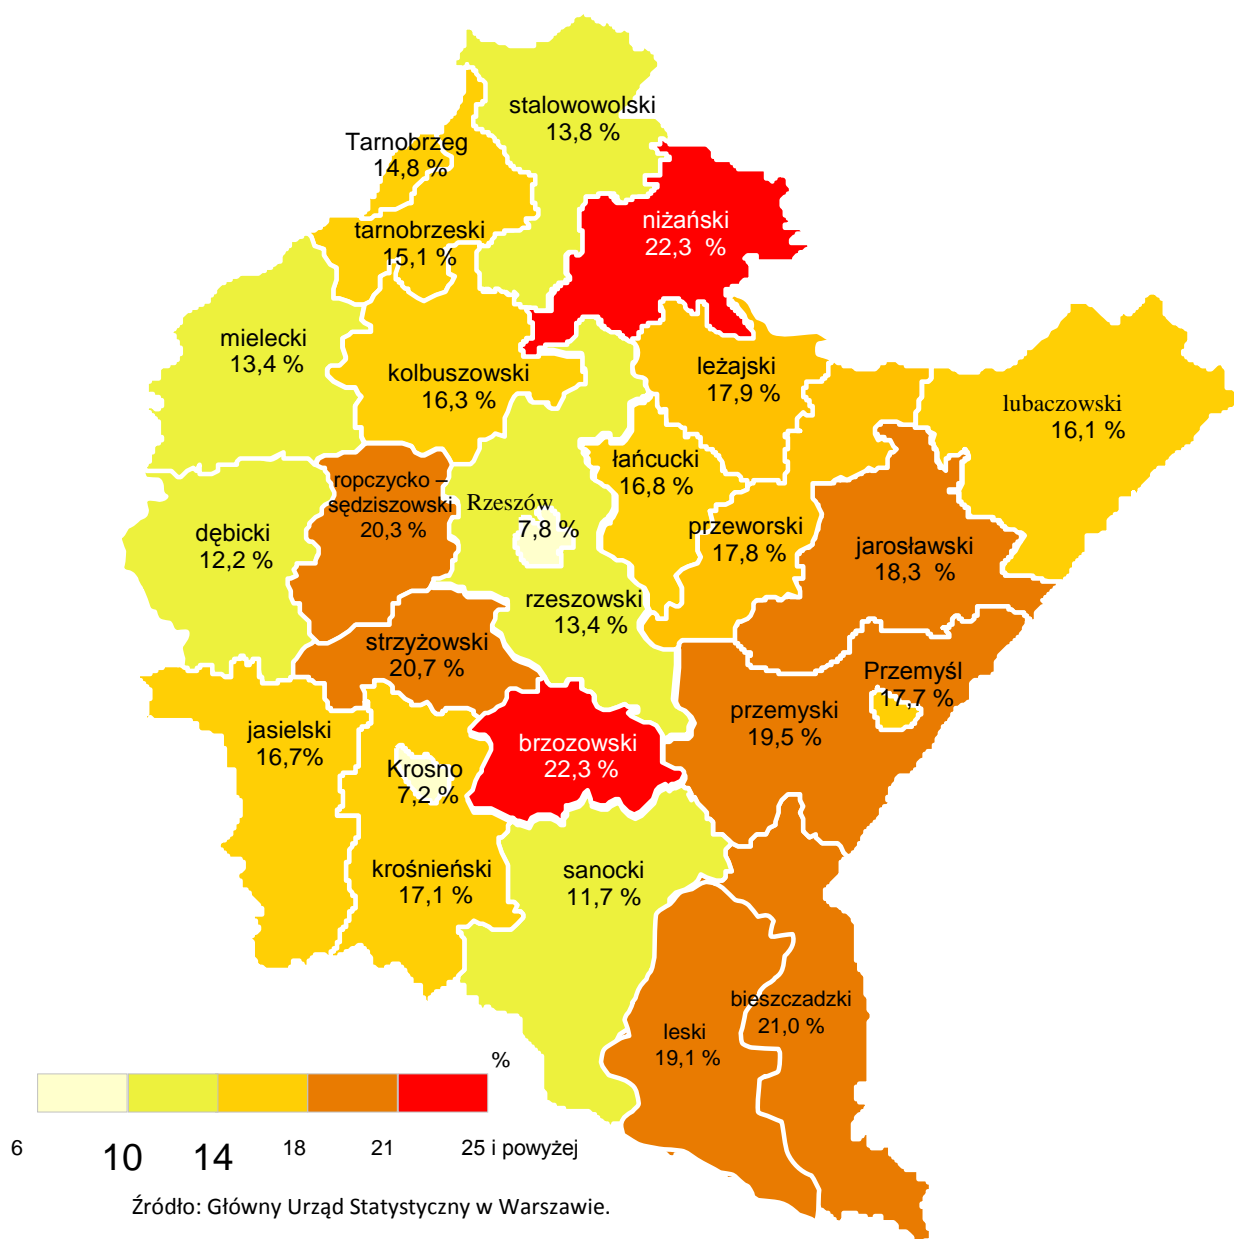 stalowowolski
13,8 %
Tarnobrzeg
14,8 %
niżański
22,3 %
tarnobrzeski
15,1 %
mielecki
13,4 %
kolbuszowski
16,3 %
leżajski
17,9 %
lubaczowski
16,1 %
łańcucki
16,8 %
ropczycko –
sędziszowski
20,3 %
Rzeszów
7,8 %
przeworski
17,8 %
dębicki
12,2 %
jarosławski
18,3 %
rzeszowski
13,4 %
strzyżowski
20,7 %
Przemyśl
17,7 %
przemyski
19,5 %
jasielski
16,7%
brzozowski
22,3 %
Krosno
7,2 %
krośnieński
17,1 %
sanocki
11,7 %
bieszczadzki
21,0 %
leski
19,1 %
%
6 10 14 18 21 25 i powyżej
Źródło: Główny Urząd Statystyczny w Warszawie.